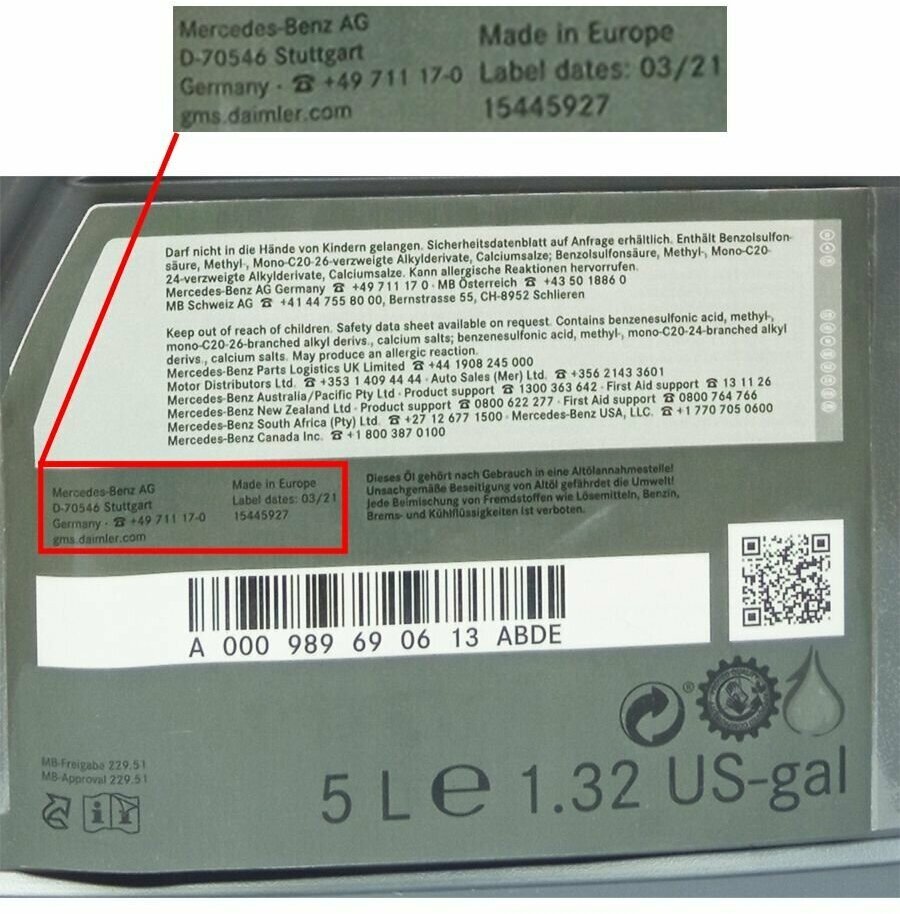 Mercedes-Benz AG
D-70546 Stuttgart
Germany · ☎ +49 711 17-0
gms.daimler.com
Made in Europe
Label dates: 03/21
15445927
Darf nicht in die Hände von Kindern gelangen. Sicherheitsdatenblatt auf Anfrage erhältlich. Enthält Benzolsulfon-
säure, Methyl-, Mono-C20-26-verzweigte Alkylderivate, Calciumsalze; Benzolsulfonsäure, Methyl-, Mono-C20-
24-verzweigte Alkylderivate, Calciumsalze. Kann allergische Reaktionen hervorrufen.
Mercedes-Benz AG Germany ☎ +49 711 17 0 · MB Österreich ☎ +43 50 1886 0
MB Schweiz AG ☎ +41 44 755 80 00, Bernstrasse 55, CH-8952 Schlieren
Keep out of reach of children. Safety data sheet available on request. Contains benzenesulfonic acid, methyl-,
mono-C20-26-branched alkyl derivs., calcium salts; benzenesulfonic acid, methyl-, mono-C20-24-branched alkyl
derivs., calcium salts. May produce an allergic reaction.
Mercedes-Benz Parts Logistics UK Limited ☎ +44 1908 245 000
Motor Distributors Ltd. ☎ +353 1 409 44 44 · Auto Sales (Mer) Ltd. ☎ +356 2143 3601
Mercedes-Benz Australia/Pacific Pty Ltd · Product support ☎ 1300 363 642 · First Aid support ☎ 13 11 26
Mercedes-Benz New Zealand Ltd · Product support ☎ 0800 622 277 · First Aid support ☎ 0800 764 766
Mercedes-Benz South Africa (Pty) Ltd. ☎ +27 12 677 1500 · Mercedes-Benz USA, LLC. ☎ +1 770 705 0600
Mercedes-Benz Canada Inc. ☎ +1 800 387 0100
Mercedes-Benz AG
D-70546 Stuttgart
Germany · ☎ +49 711 17-0
gms.daimler.com
Made in Europe
Label dates: 03/21
15445927
Dieses Öl gehört nach Gebrauch in eine Altölannahmestelle!
Unsachgemäße Beseitigung von Altöl gefährdet die Umwelt!
Jede Beimischung von Fremdstoffen wie Lösemitteln, Benzin,
Brems- und Kühlflüssigkeiten ist verboten.
A 000 989 69 06 13 ABDE
MB-Freigabe 229.51
MB-Approval 229.51
5 L ℮ 1.32 US-gal